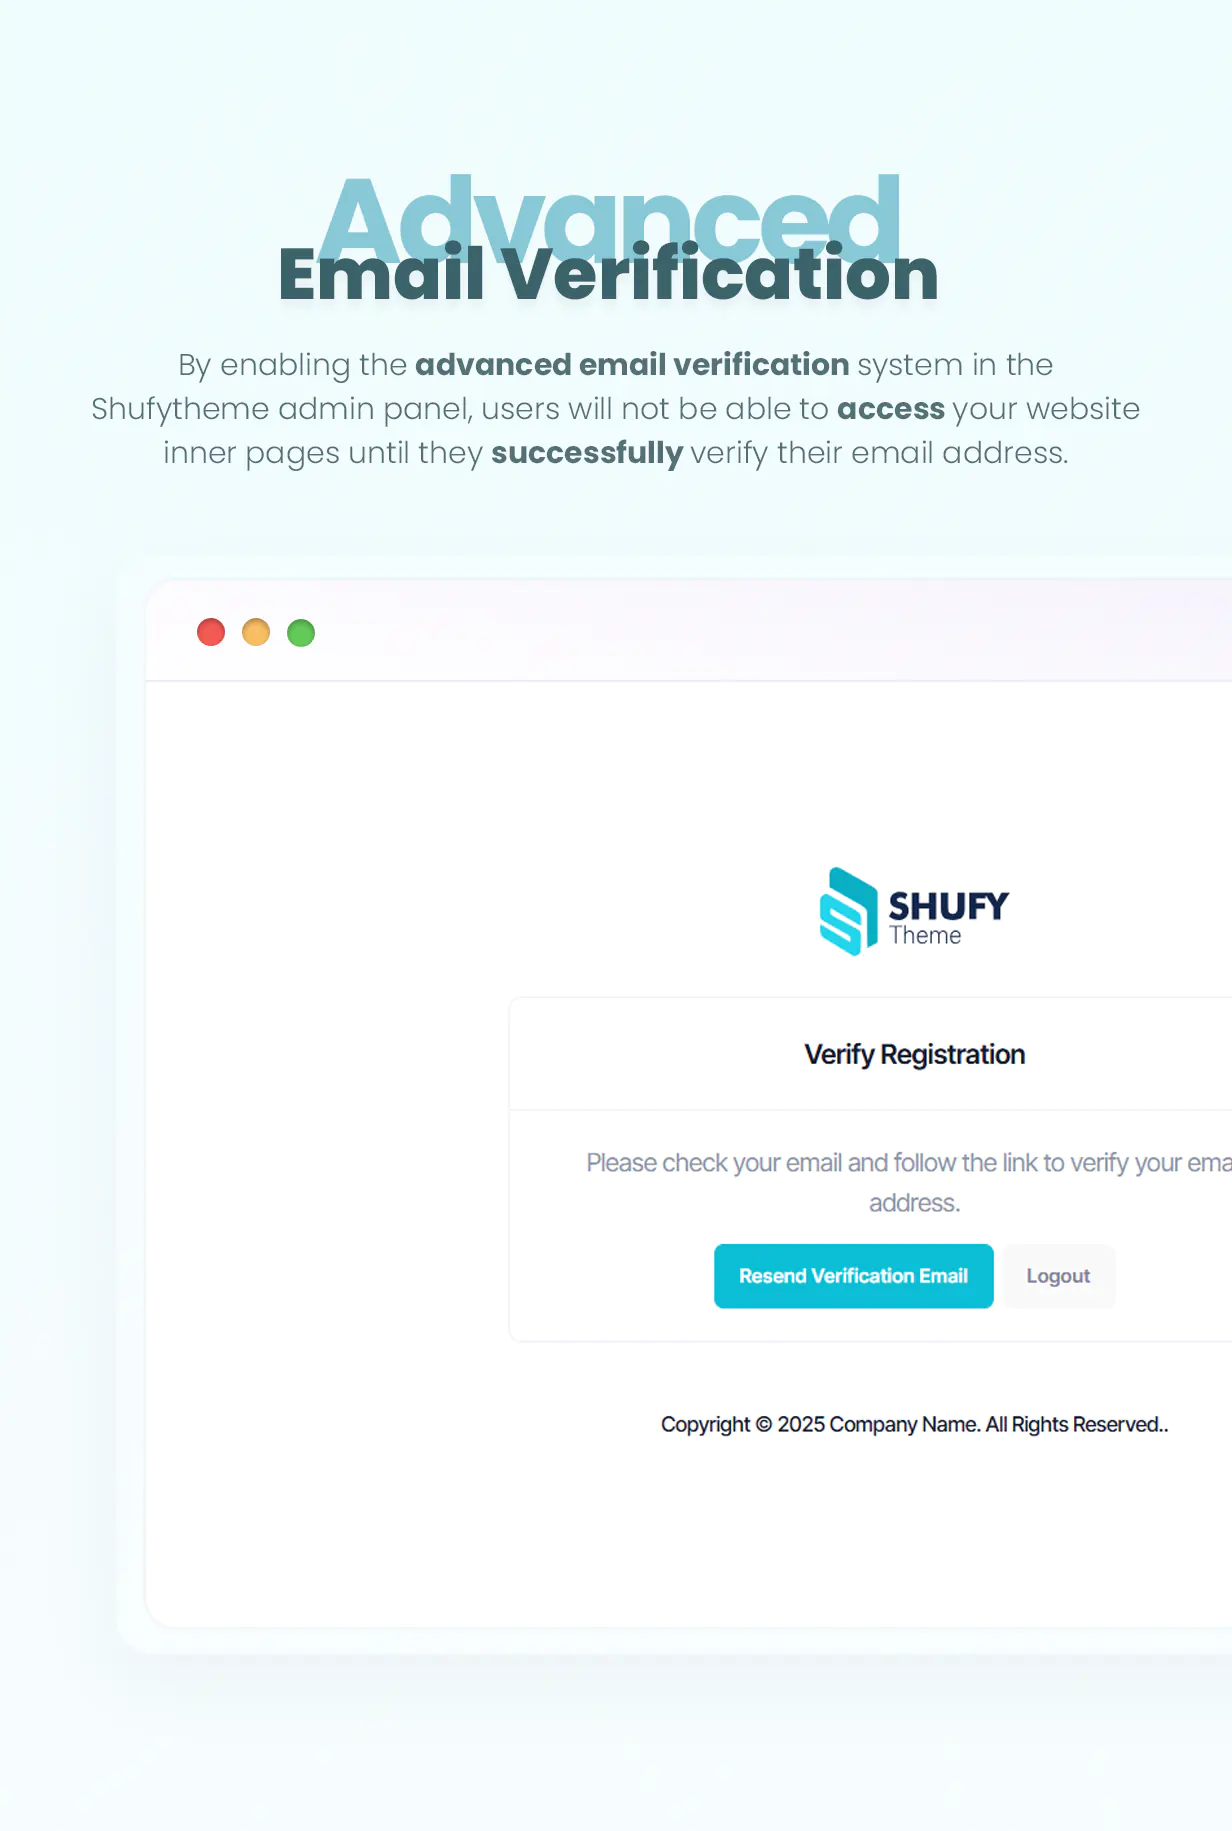 Advanced
Email Verification
By enabling the advanced email verification system in the
Shufytheme admin panel, users will not be able to access your website
inner pages until they successfully verify their email address.
SHUFY
Theme
Verify Registration
Please check your email and follow the link to verify your ema
address.
Resend Verification Email
Logout
Copyright © 2025 Company Name. All Rights Reserved..